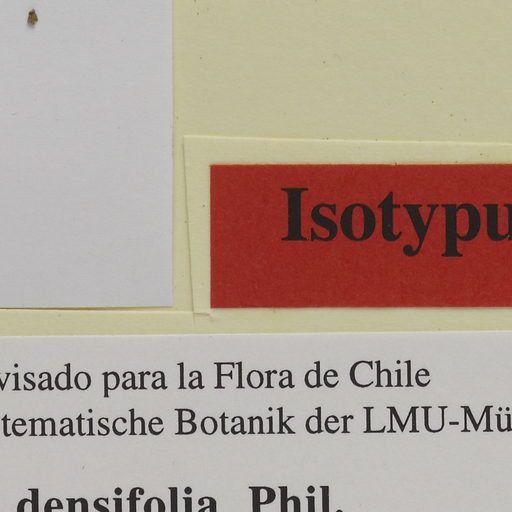 Isotypu
visado para la Flora de Chile
tematische Botanik der LMU-Mü
densifolia Phil.